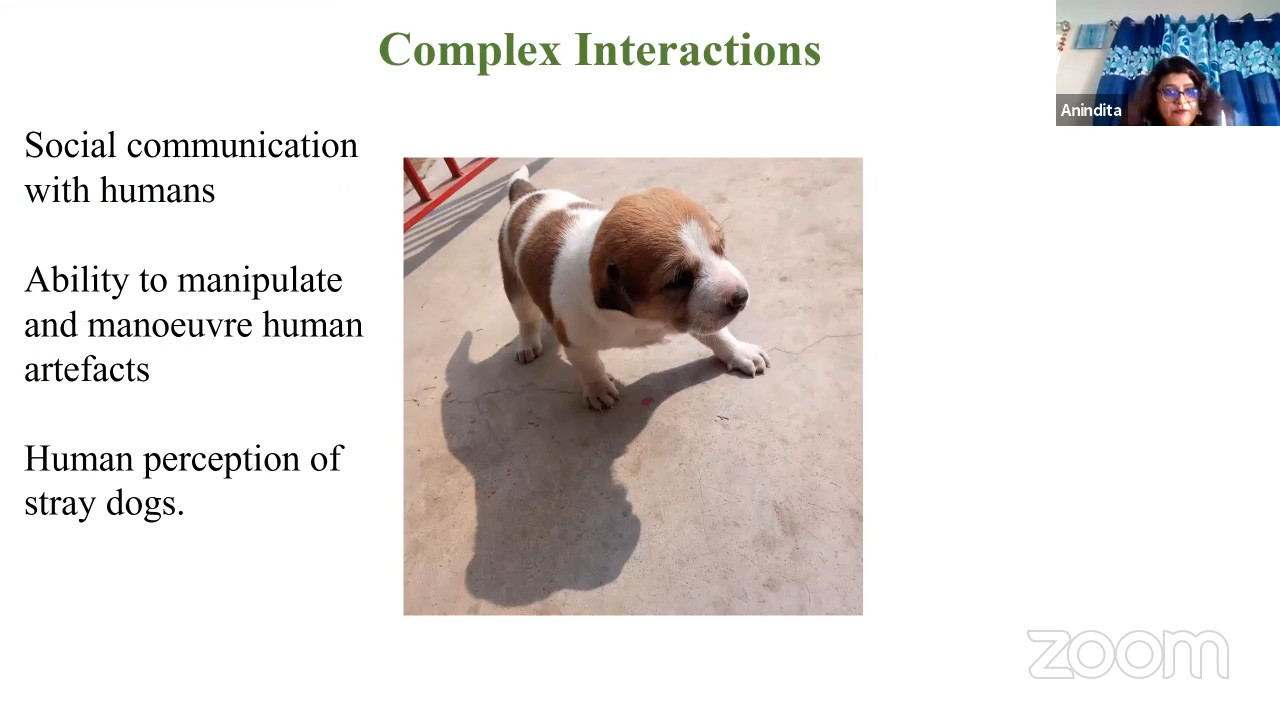 Complex Interactions
Anindita
Social communication
with humans
Ability to manipulate
and manoeuvre human
artefacts
Human perception of
stray dogs.
zoom